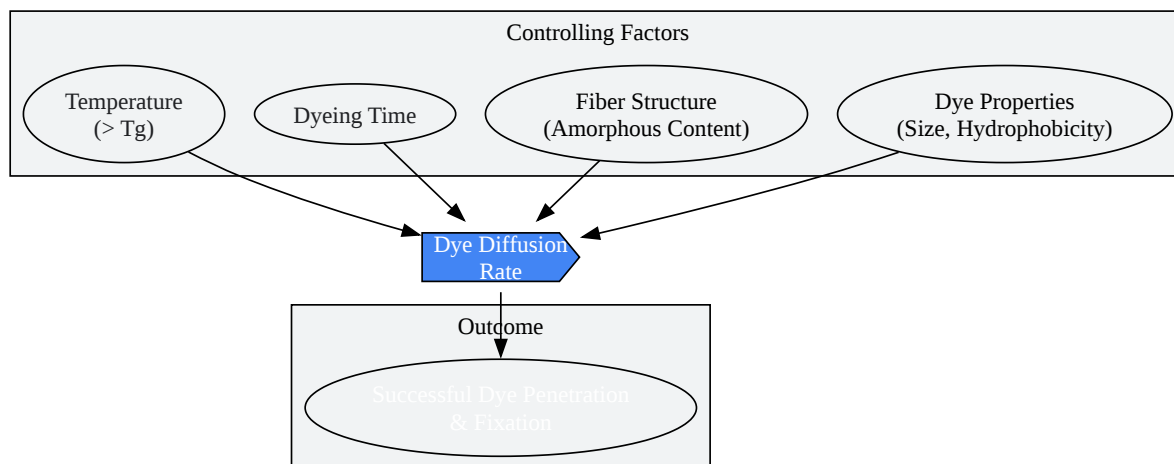 Controlling Factors
Temperature
(> Tg)
Dyeing Time
Fiber Structure
(Amorphous Content)
Dye Properties
(Size, Hydrophobicity)
Dye Diffusion
Rate
Outcome
Successful Dye Penetration
& Fixation